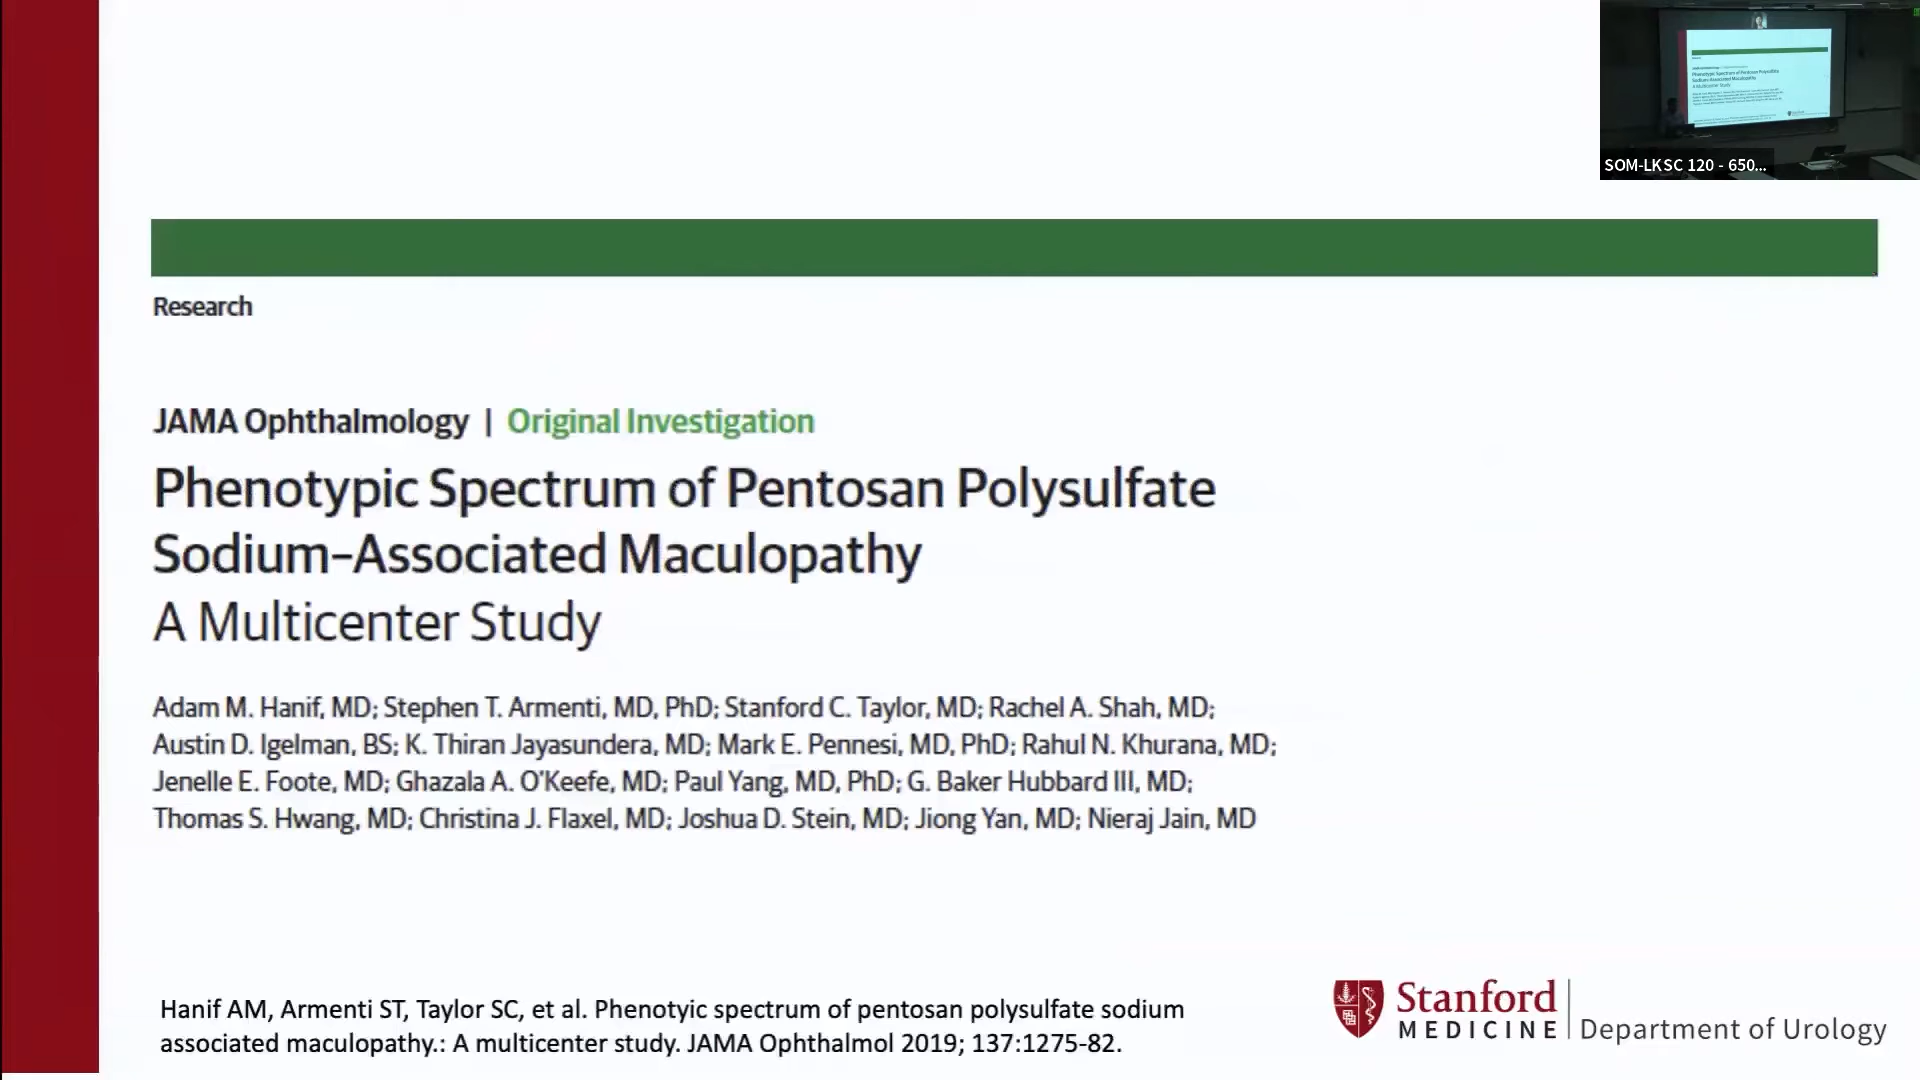 SOM-LKSC 120 - 650...
Research
JAMA Ophthalmology | Original Investigation
Phenotypic Spectrum of Pentosan Polysulfate
Sodium–Associated Maculopathy
A Multicenter Study
Adam M. Hanif, MD; Stephen T. Armenti, MD, PhD; Stanford C. Taylor, MD; Rachel A. Shah, MD;
Austin D. Igelman, BS; K. Thiran Jayasundera, MD; Mark E. Pennesi, MD, PhD; Rahul N. Khurana, MD;
Jenelle E. Foote, MD; Ghazala A. O'Keefe, MD; Paul Yang, MD, PhD; G. Baker Hubbard III, MD;
Thomas S. Hwang, MD; Christina J. Flaxel, MD; Joshua D. Stein, MD; Jiong Yan, MD; Nieraj Jain, MD
Hanif AM, Armenti ST, Taylor SC, et al. Phenotyic spectrum of pentosan polysulfate sodium
associated maculopathy.: A multicenter study. JAMA Ophthalmol 2019; 137:1275-82.
Stanford
MEDICINE | Department of Urology